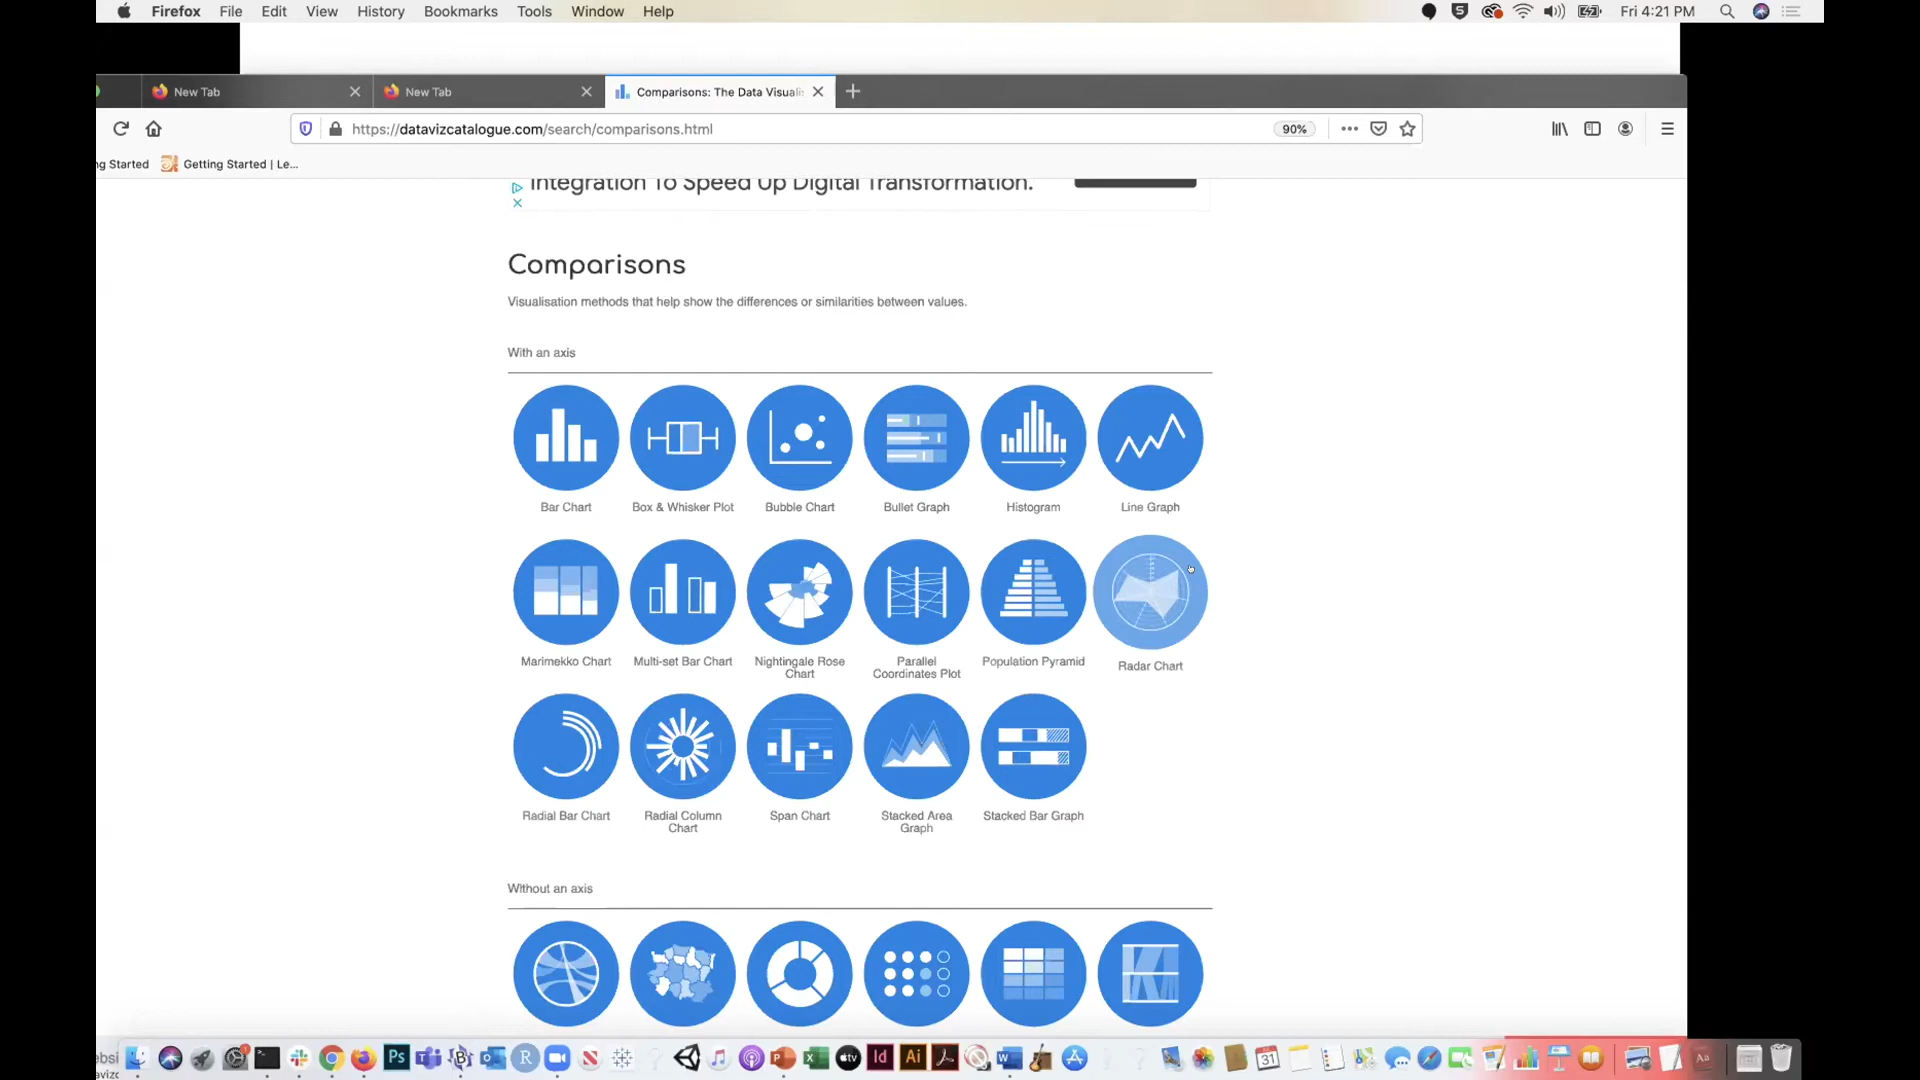 Firefox File Edit View History Bookmarks Tools Window Help Fri 4:21 PM
New Tab New Tab Comparisons: The Data Visuali
https://datavizcatalogue.com/search/comparisons.html 90%
ng Started Getting Started | Le...
Integration To Speed Up Digital Transformation.
Comparisons
Visualisation methods that help show the differences or similarities between values.
With an axis
Bar Chart Box & Whisker Plot Bubble Chart Bullet Graph Histogram Line Graph
Marimekko Chart Multi-set Bar Chart Nightingale Rose Chart Parallel Coordinates Plot Population Pyramid Radar Chart
Radial Bar Chart Radial Column Chart Span Chart Stacked Area Graph Stacked Bar Graph
Without an axis